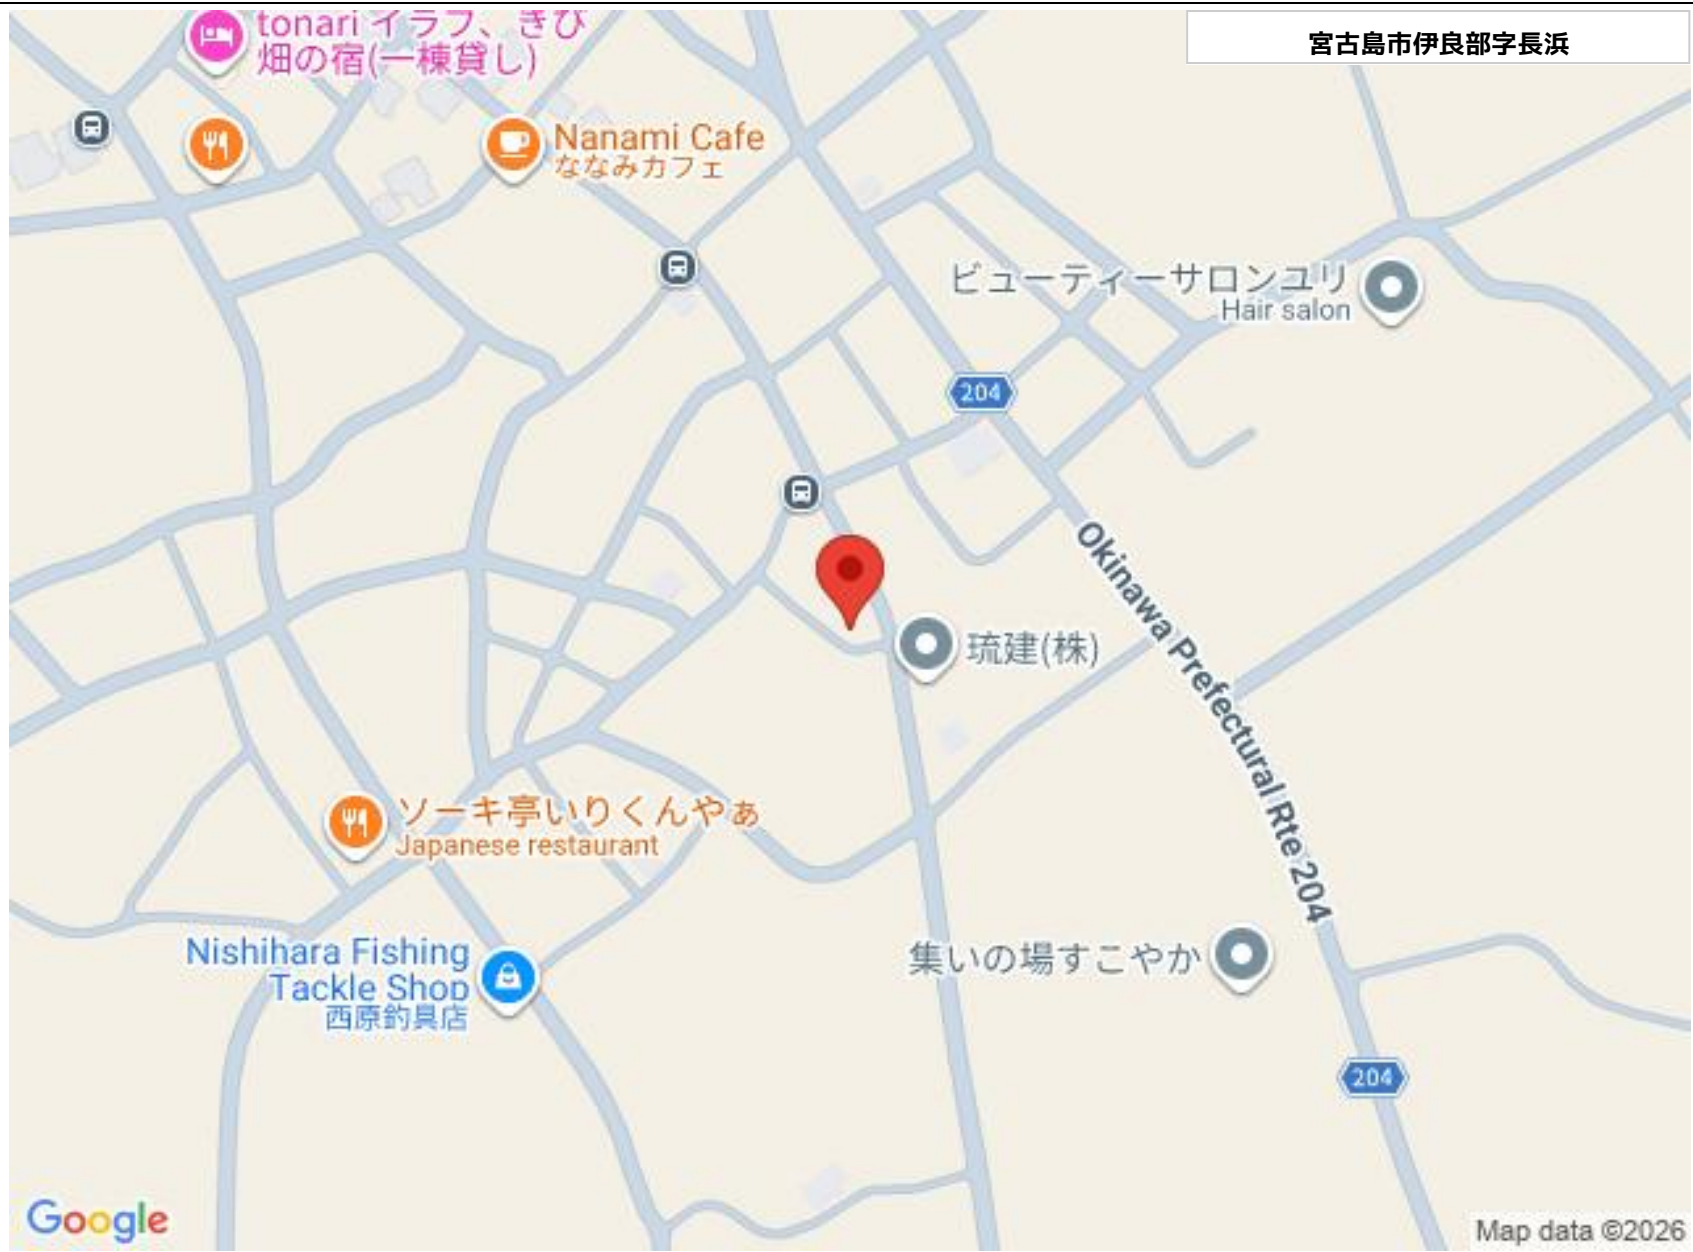 tonari イラフ、きび
畑の宿(一棟貸し)
宮古島市伊良部字長浜
Nanami Cafe
ななみカフェ
ビューティーサロンユリ
Hair salon
204
Okinawa Prefectural Rte 204
琉建(株)
ソーキ亭いりくんやぁ
Japanese restaurant
Nishihara Fishing
Tackle Shop
西原釣具店
集いの場すこやか
204
Google
Map data ©2026